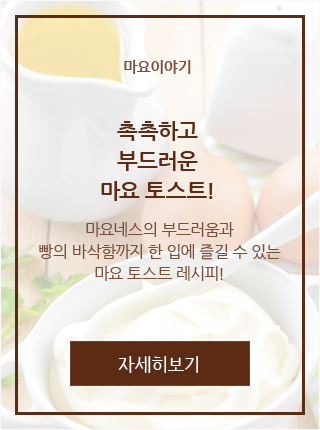 마요이야기
촉촉하고
부드러운
마요 토스트!
마요네스의 부드러움과
빵의 바삭함까지 한 입에 즐길 수 있는
마요 토스트 레시피!
자세히보기